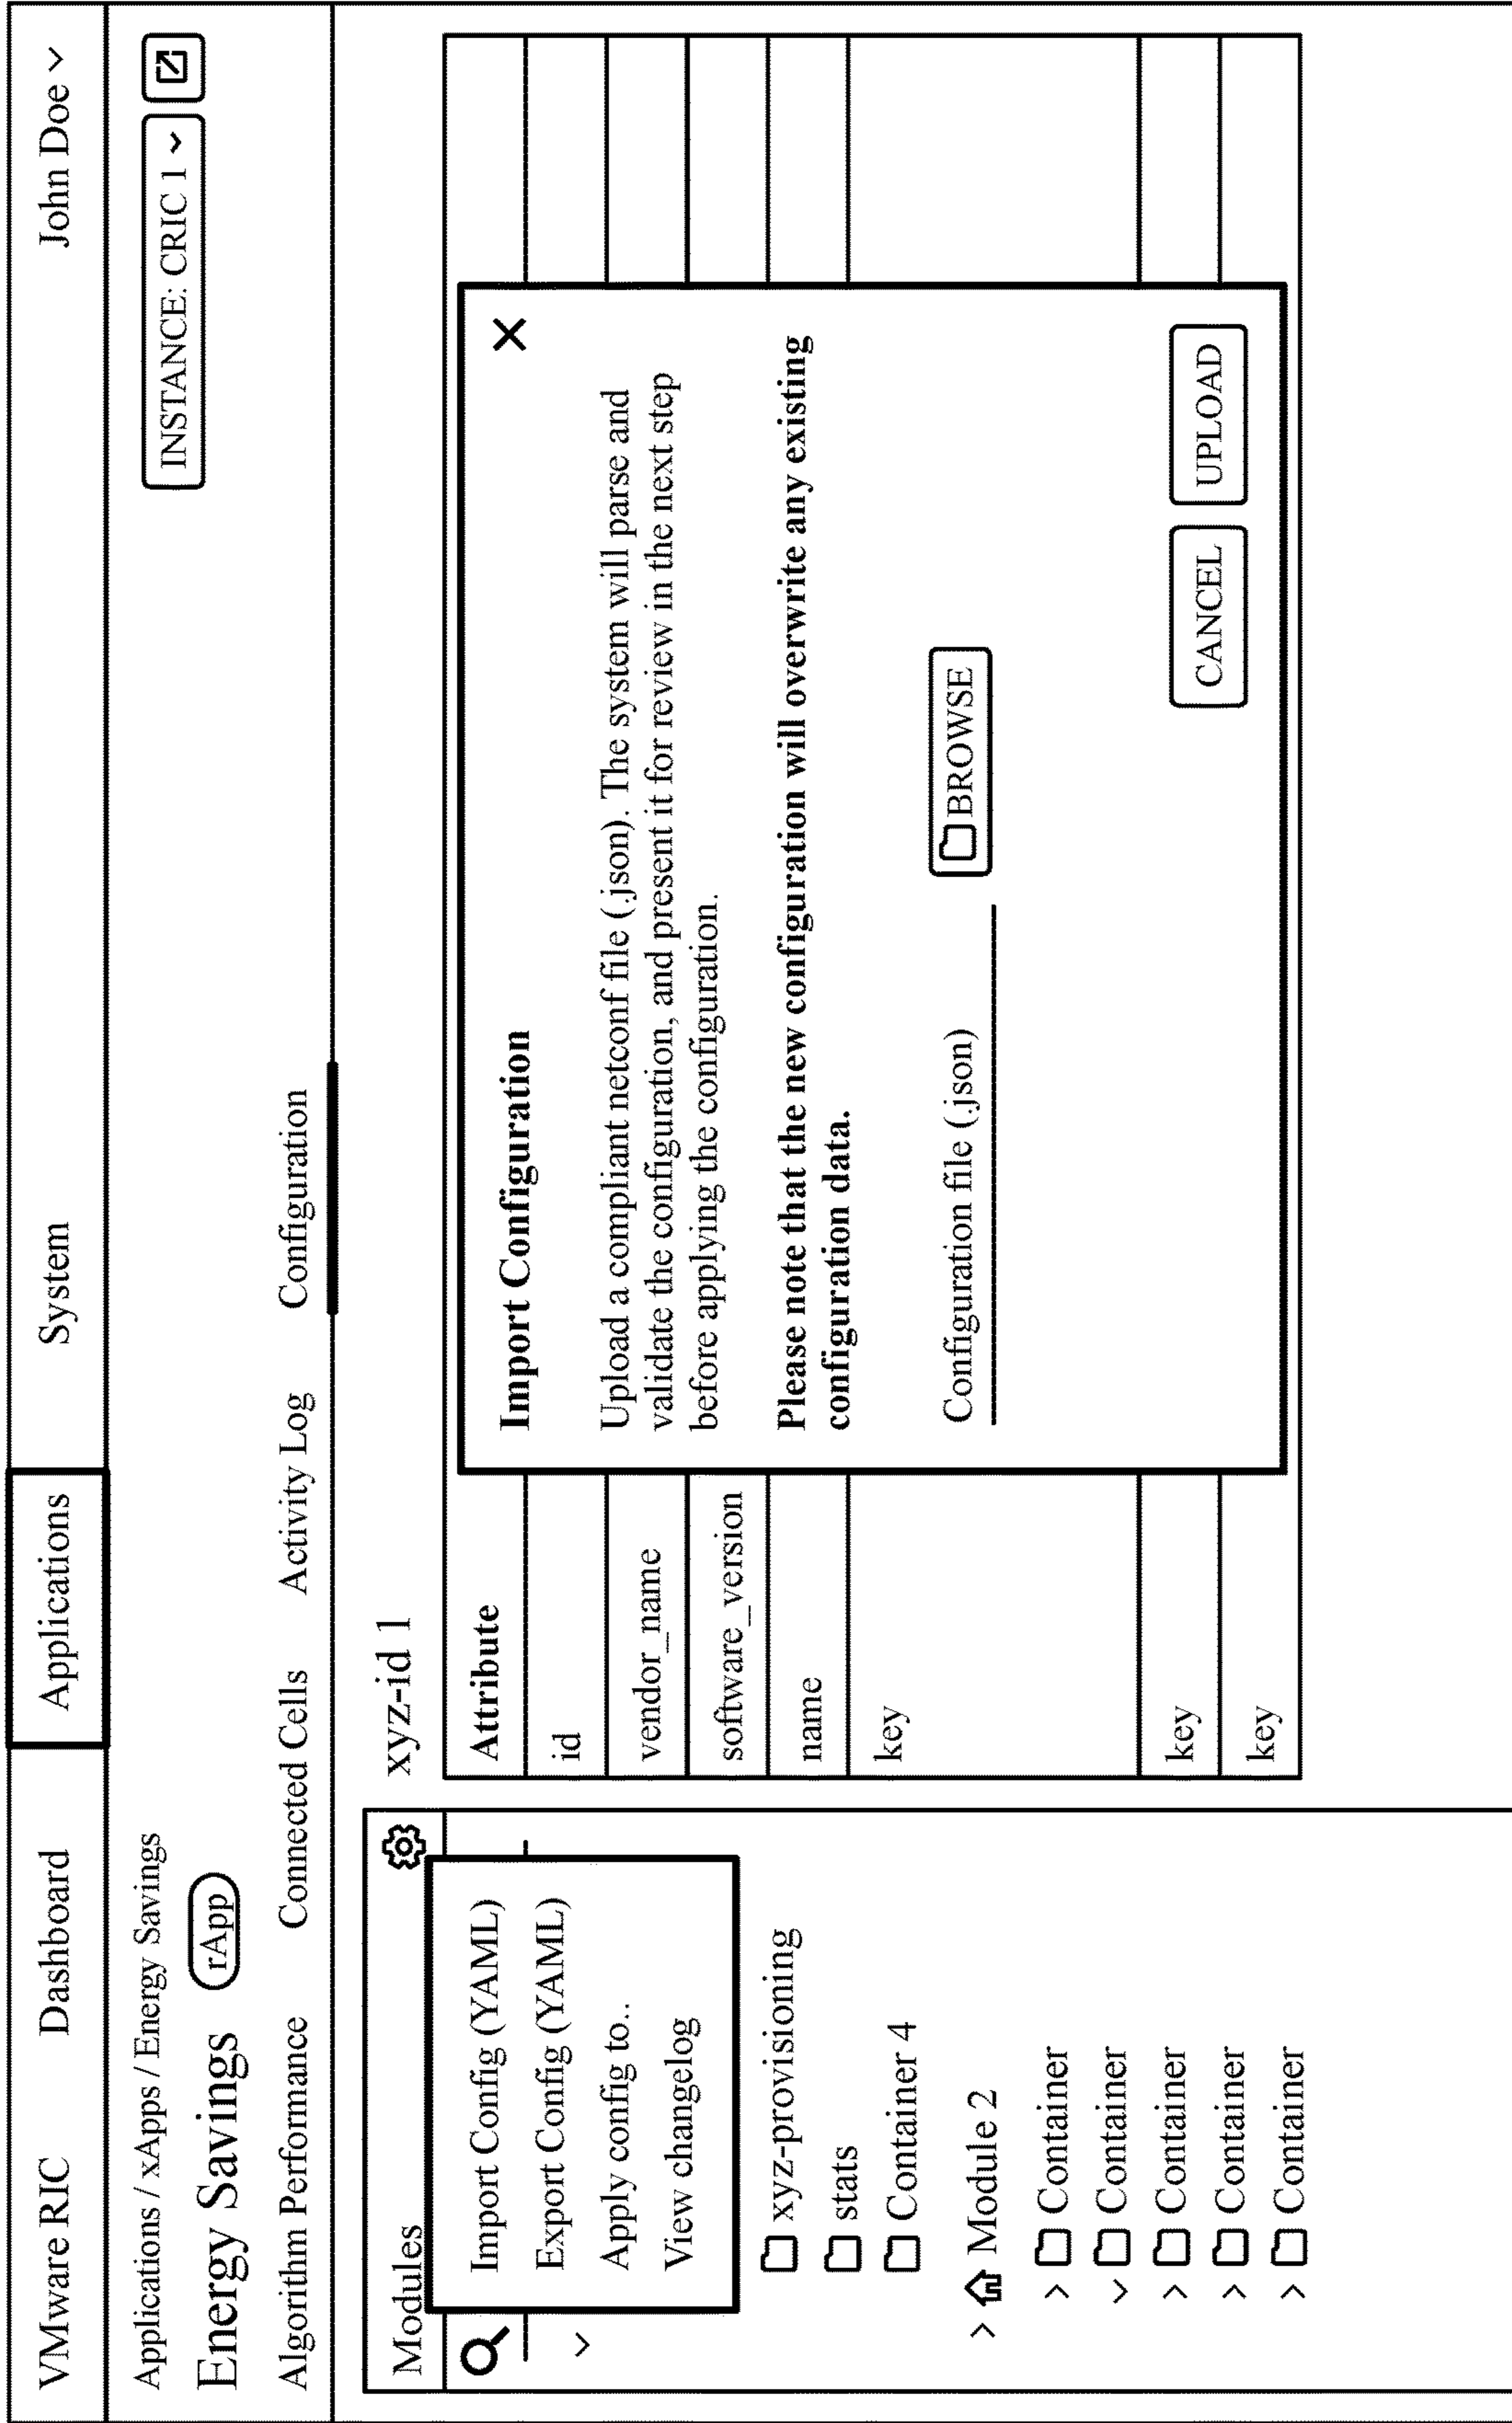 VMware RIC Dashboard Applications System John Doe
Applications / xApps / Energy Savings
Energy Savings rApp INSTANCE: CRIC 1
Algorithm Performance Connected Cells Activity Log Configuration
Modules
Import Config (YAML)
Export Config (YAML)
Apply config to..
View changelog
xyz-provisioning
stats
Container 4
Module 2
Container
Container
Container
Container
Container
xyz-id 1
Attribute
id
vendor_name
software_version
name
key
key
key
Import Configuration
Upload a compliant netconf file (.json). The system will parse and
validate the configuration, and present it for review in the next step
before applying the configuration.
Please note that the new configuration will overwrite any existing
configuration data.
Configuration file (.json) BROWSE
CANCEL UPLOAD